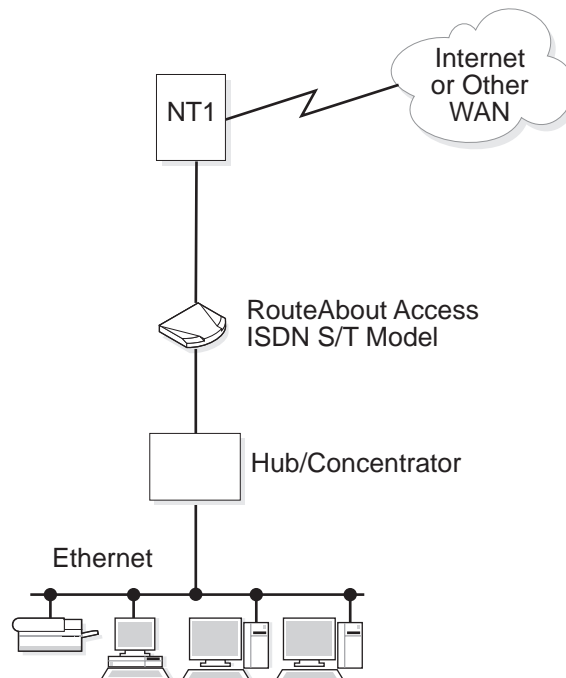 Internet
or Other
WAN
NT1
RouteAbout Access
ISDN S/T Model
Hub/Concentrator
Ethernet